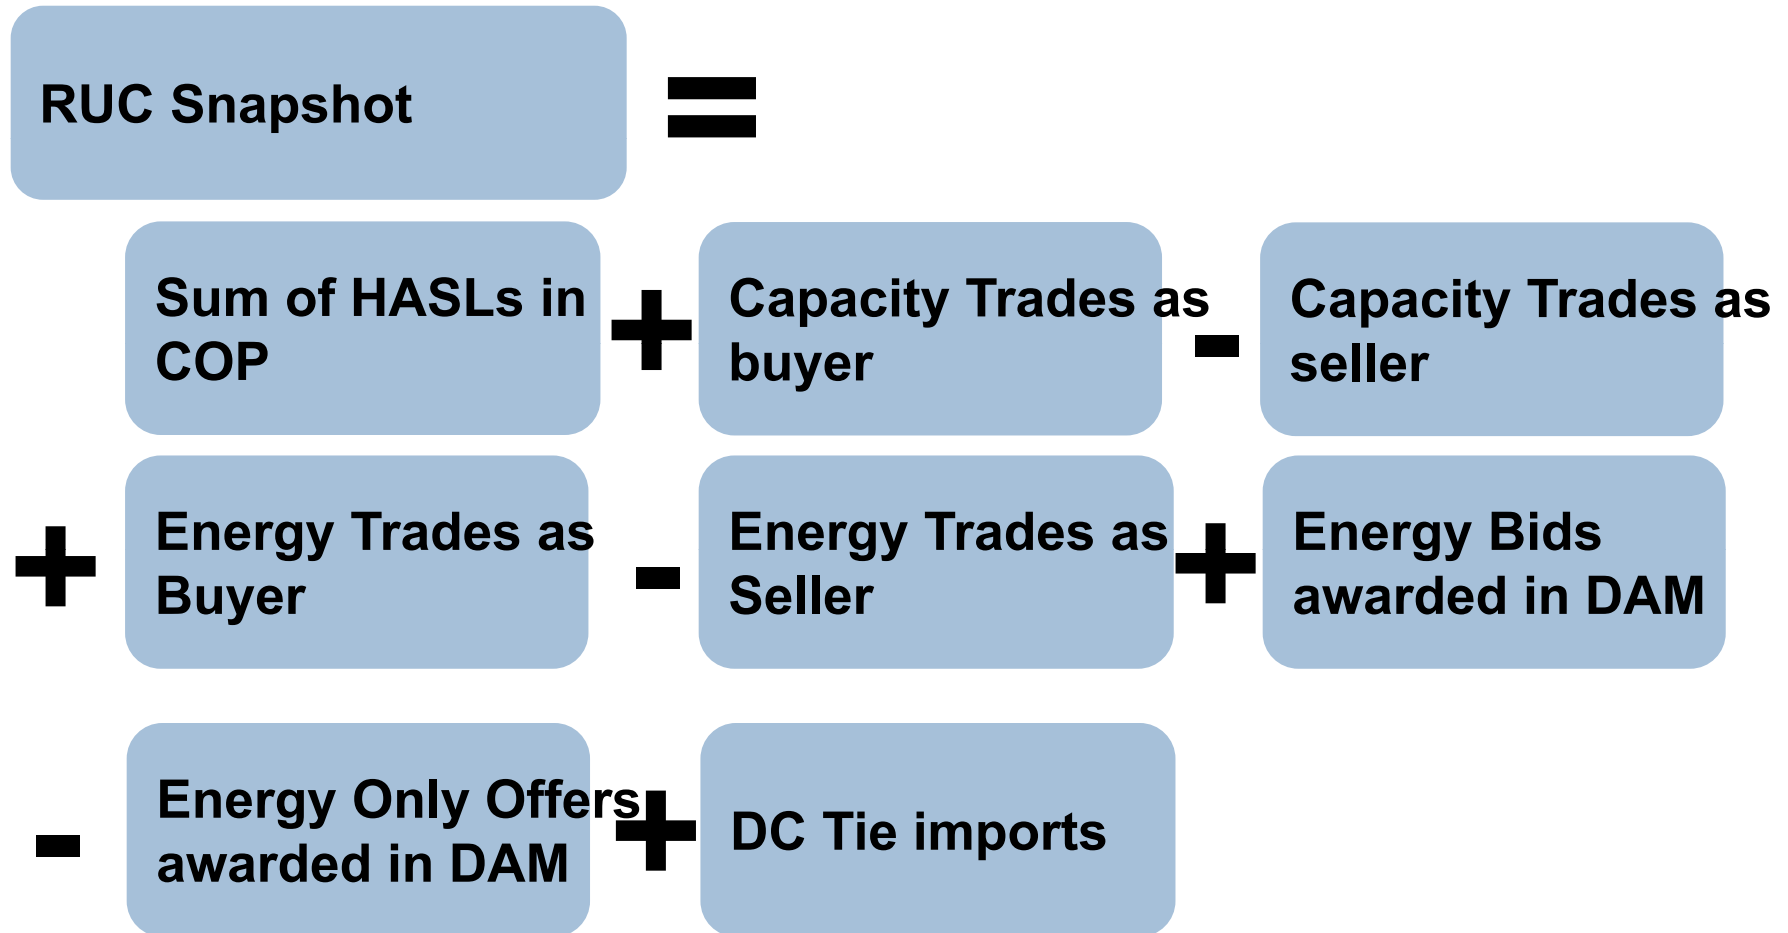 RUC Snapshot =
Sum of HASLs in
COP
+
Capacity Trades as
buyer
-
Capacity Trades as
seller
+
Energy Trades as
Buyer
-
Energy Trades as
Seller
+
Energy Bids
awarded in DAM
-
Energy Only Offers
awarded in DAM
+
DC Tie imports